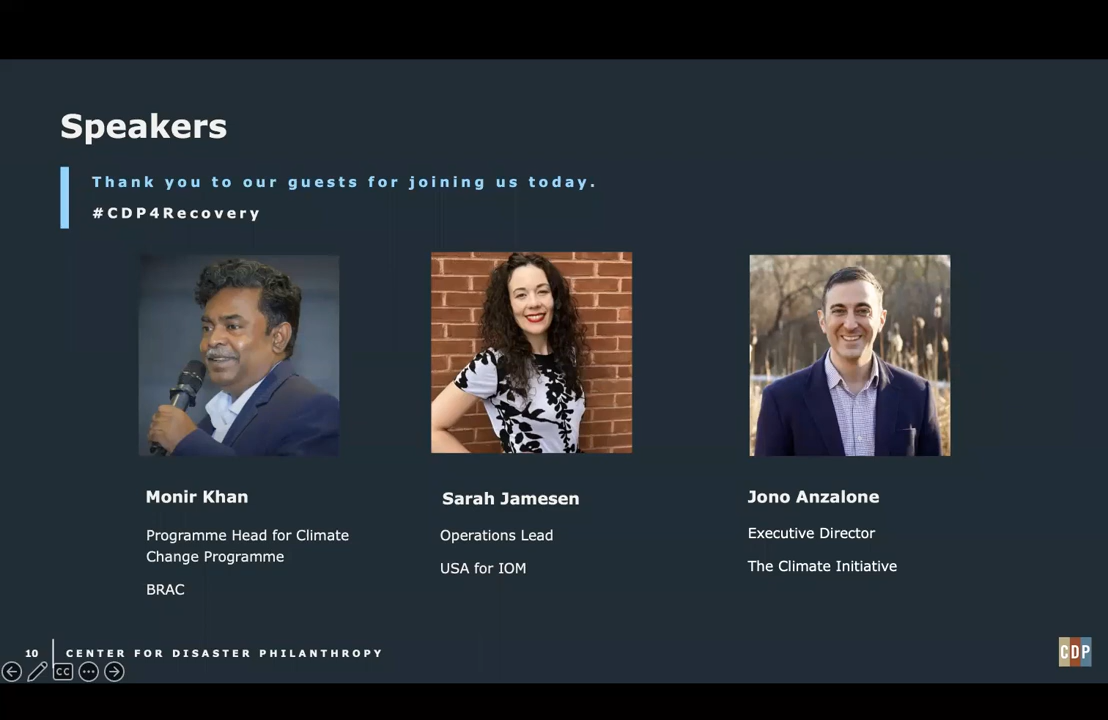 Speakers
Thank you to our guests for joining us today.
#CDP4Recovery
Monir Khan
Programme Head for Climate
Change Programme
BRAC
Sarah Jamesen
Operations Lead
USA for IOM
Jono Anzalone
Executive Director
The Climate Initiative
10
CENTER FOR DISASTER PHILANTHROPY
CC
CDP